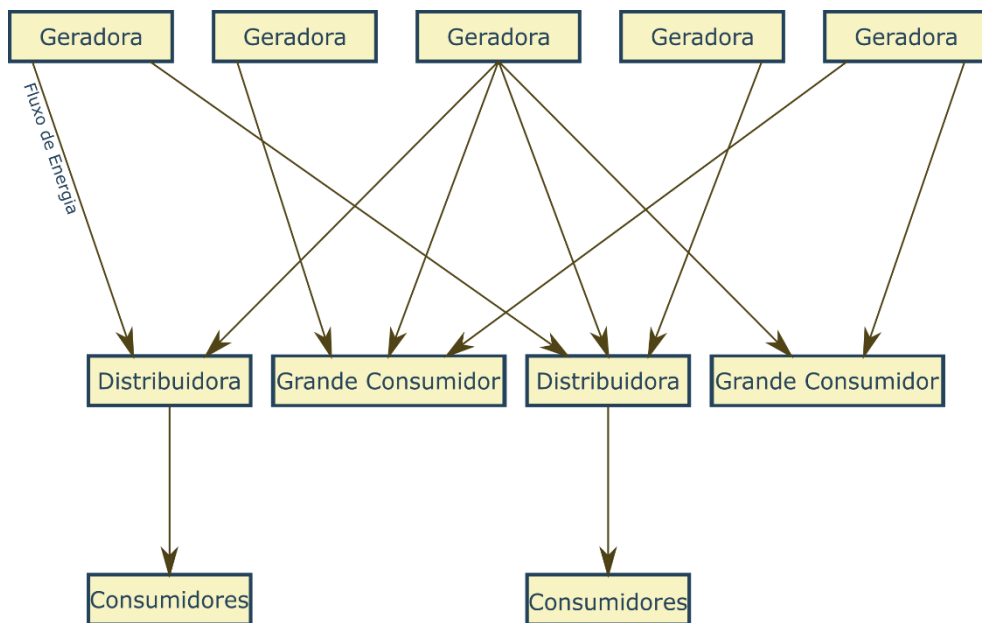 Geradora
Geradora
Geradora
Geradora
Geradora
Fluxo de Energia
Distribuidora
Grande Consumidor
Distribuidora
Grande Consumidor
Consumidores
Consumidores